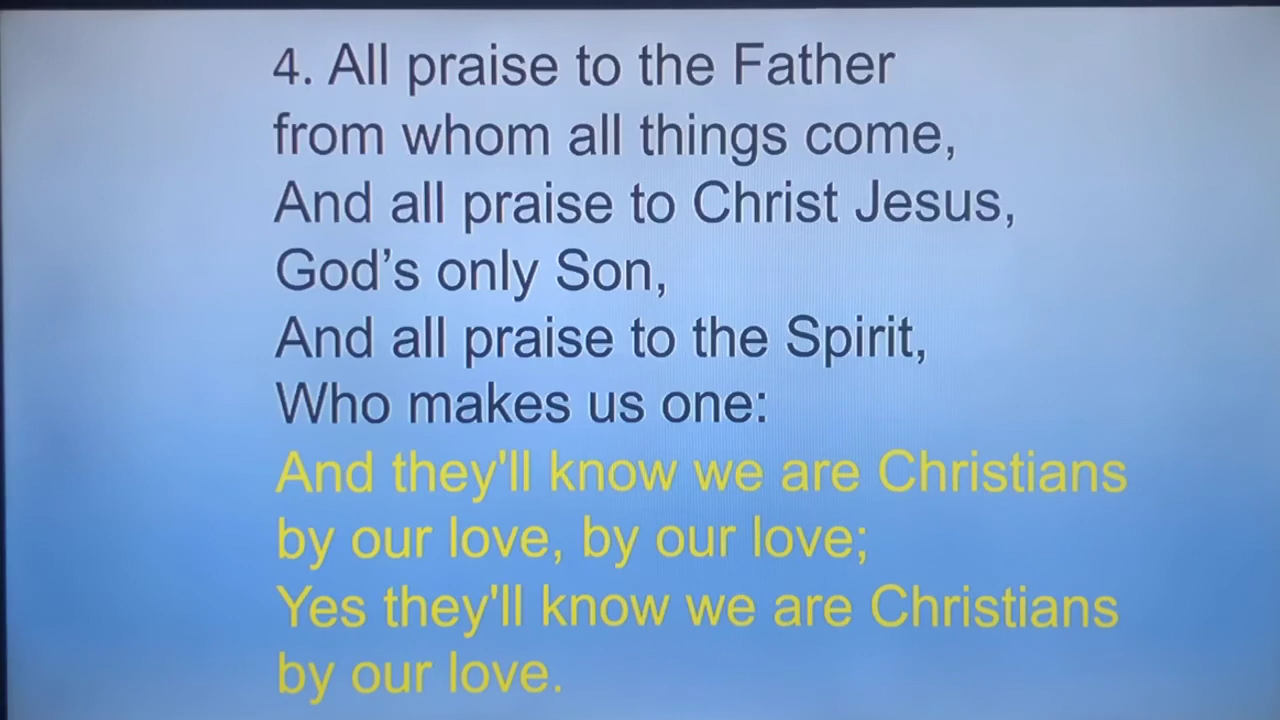 4. All praise to the Father
from whom all things come,
And all praise to Christ Jesus,
God’s only Son,
And all praise to the Spirit,
Who makes us one:
And they'll know we are Christians
by our love, by our love;
Yes they'll know we are Christians
by our love.